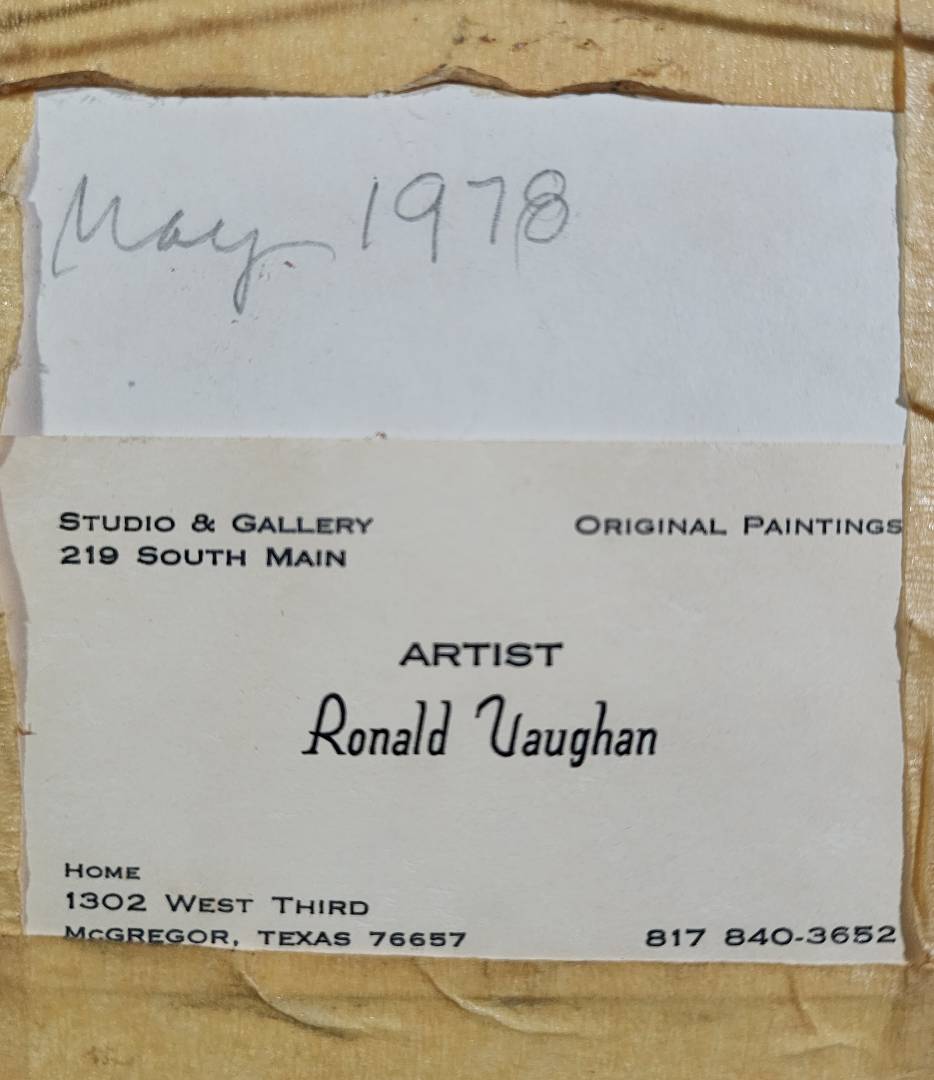 May 1978
STUDIO & GALLERY ORIGINAL PAINTINGS
219 SOUTH MAIN
ARTIST
Ronald Vaughan
HOME
1302 WEST THIRD
MCGREGOR, TEXAS 76657 817 840-3652